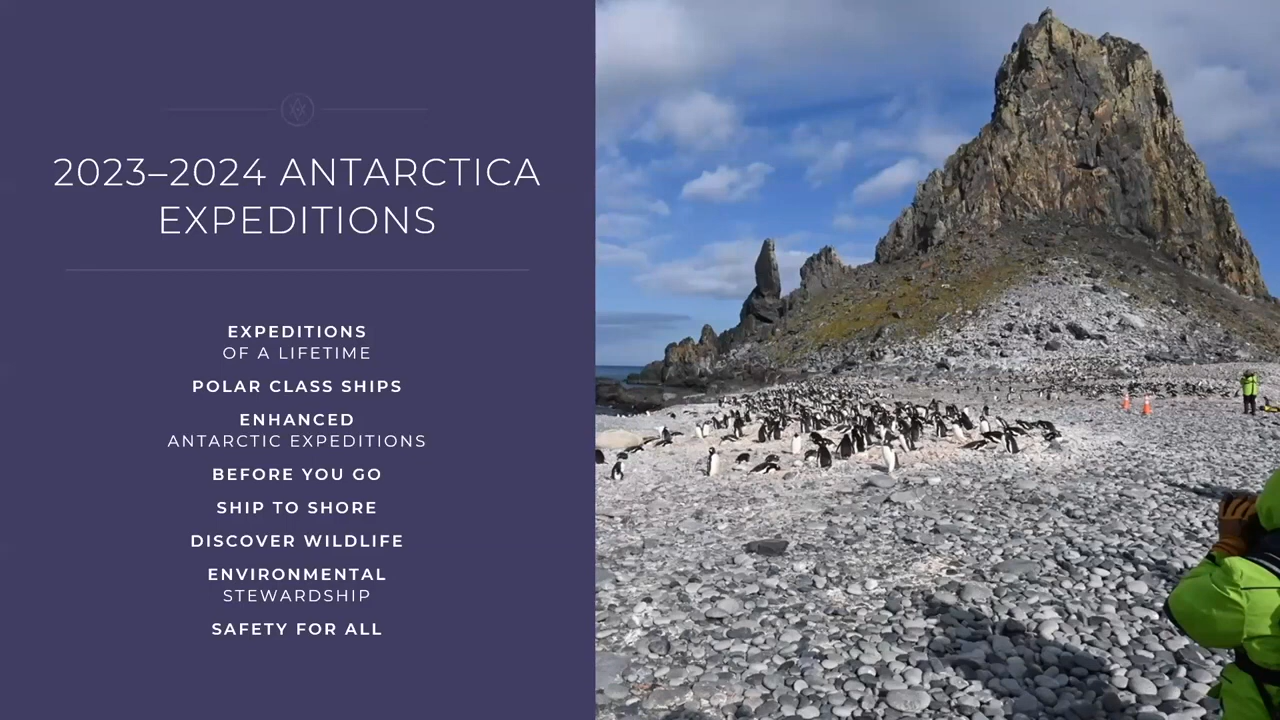 2023–2024 ANTARCTICA
EXPEDITIONS
EXPEDITIONS
OF A LIFETIME
POLAR CLASS SHIPS
ENHANCED
ANTARCTIC EXPEDITIONS
BEFORE YOU GO
SHIP TO SHORE
DISCOVER WILDLIFE
ENVIRONMENTAL
STEWARDSHIP
SAFETY FOR ALL